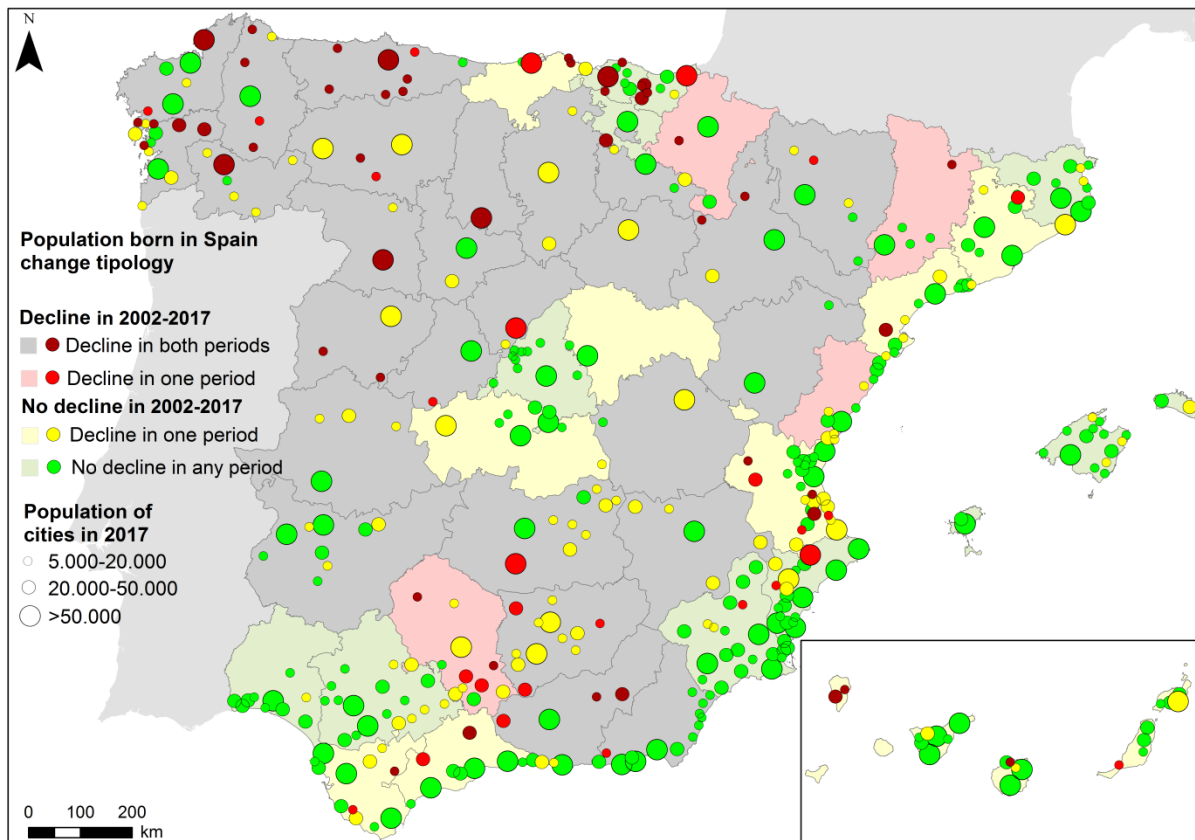 N
Population born in Spain
change tipology
Decline in 2002-2017
Decline in both periods
Decline in one period
No decline in 2002-2017
Decline in one period
No decline in any period
Population of
cities in 2017
5.000-20.000
20.000-50.000
>50.000
0 50 100 200
km